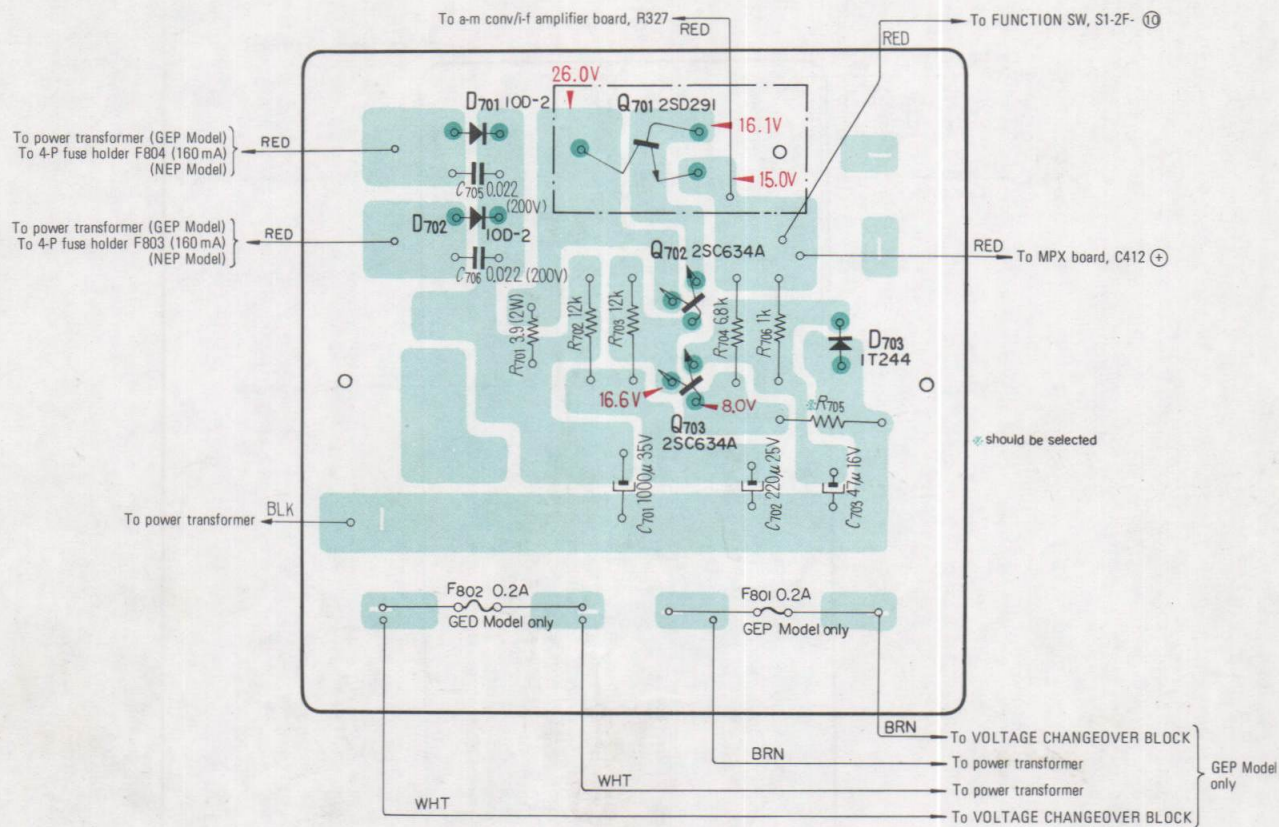 To a-m conv/i-f amplifier board, R327
RED
To FUNCTION SW, S1-2F- ⑩
RED
26.0V
D701 10D-2
Q701 2SD291
16.1V
15.0V
To power transformer (GEP Model)
To 4-P fuse holder F804 (160 mA)
(NEP Model)
RED
C705 0.022
(200V)
D702
10D-2
To power transformer (GEP Model)
To 4-P fuse holder F803 (160 mA)
(NEP Model)
RED
C706 0.022 (200V)
Q702 2SC634A
RED
To MPX board, C412 ⊕
R701 3.9 (2W)
R702 12k
R703 12k
R704 6.8k
R706 1k
D703
1T244
16.6V
8.0V
Q703
2SC634A
※R705
※ should be selected
C701 1000μ 35V
C702 220μ 25V
C703 47μ 16V
To power transformer
BLK
F802 0.2A
GED Model only
F801 0.2A
GEP Model only
BRN
To VOLTAGE CHANGEOVER BLOCK
BRN
To power transformer
WHT
To power transformer
WHT
To VOLTAGE CHANGEOVER BLOCK
GEP Model
only